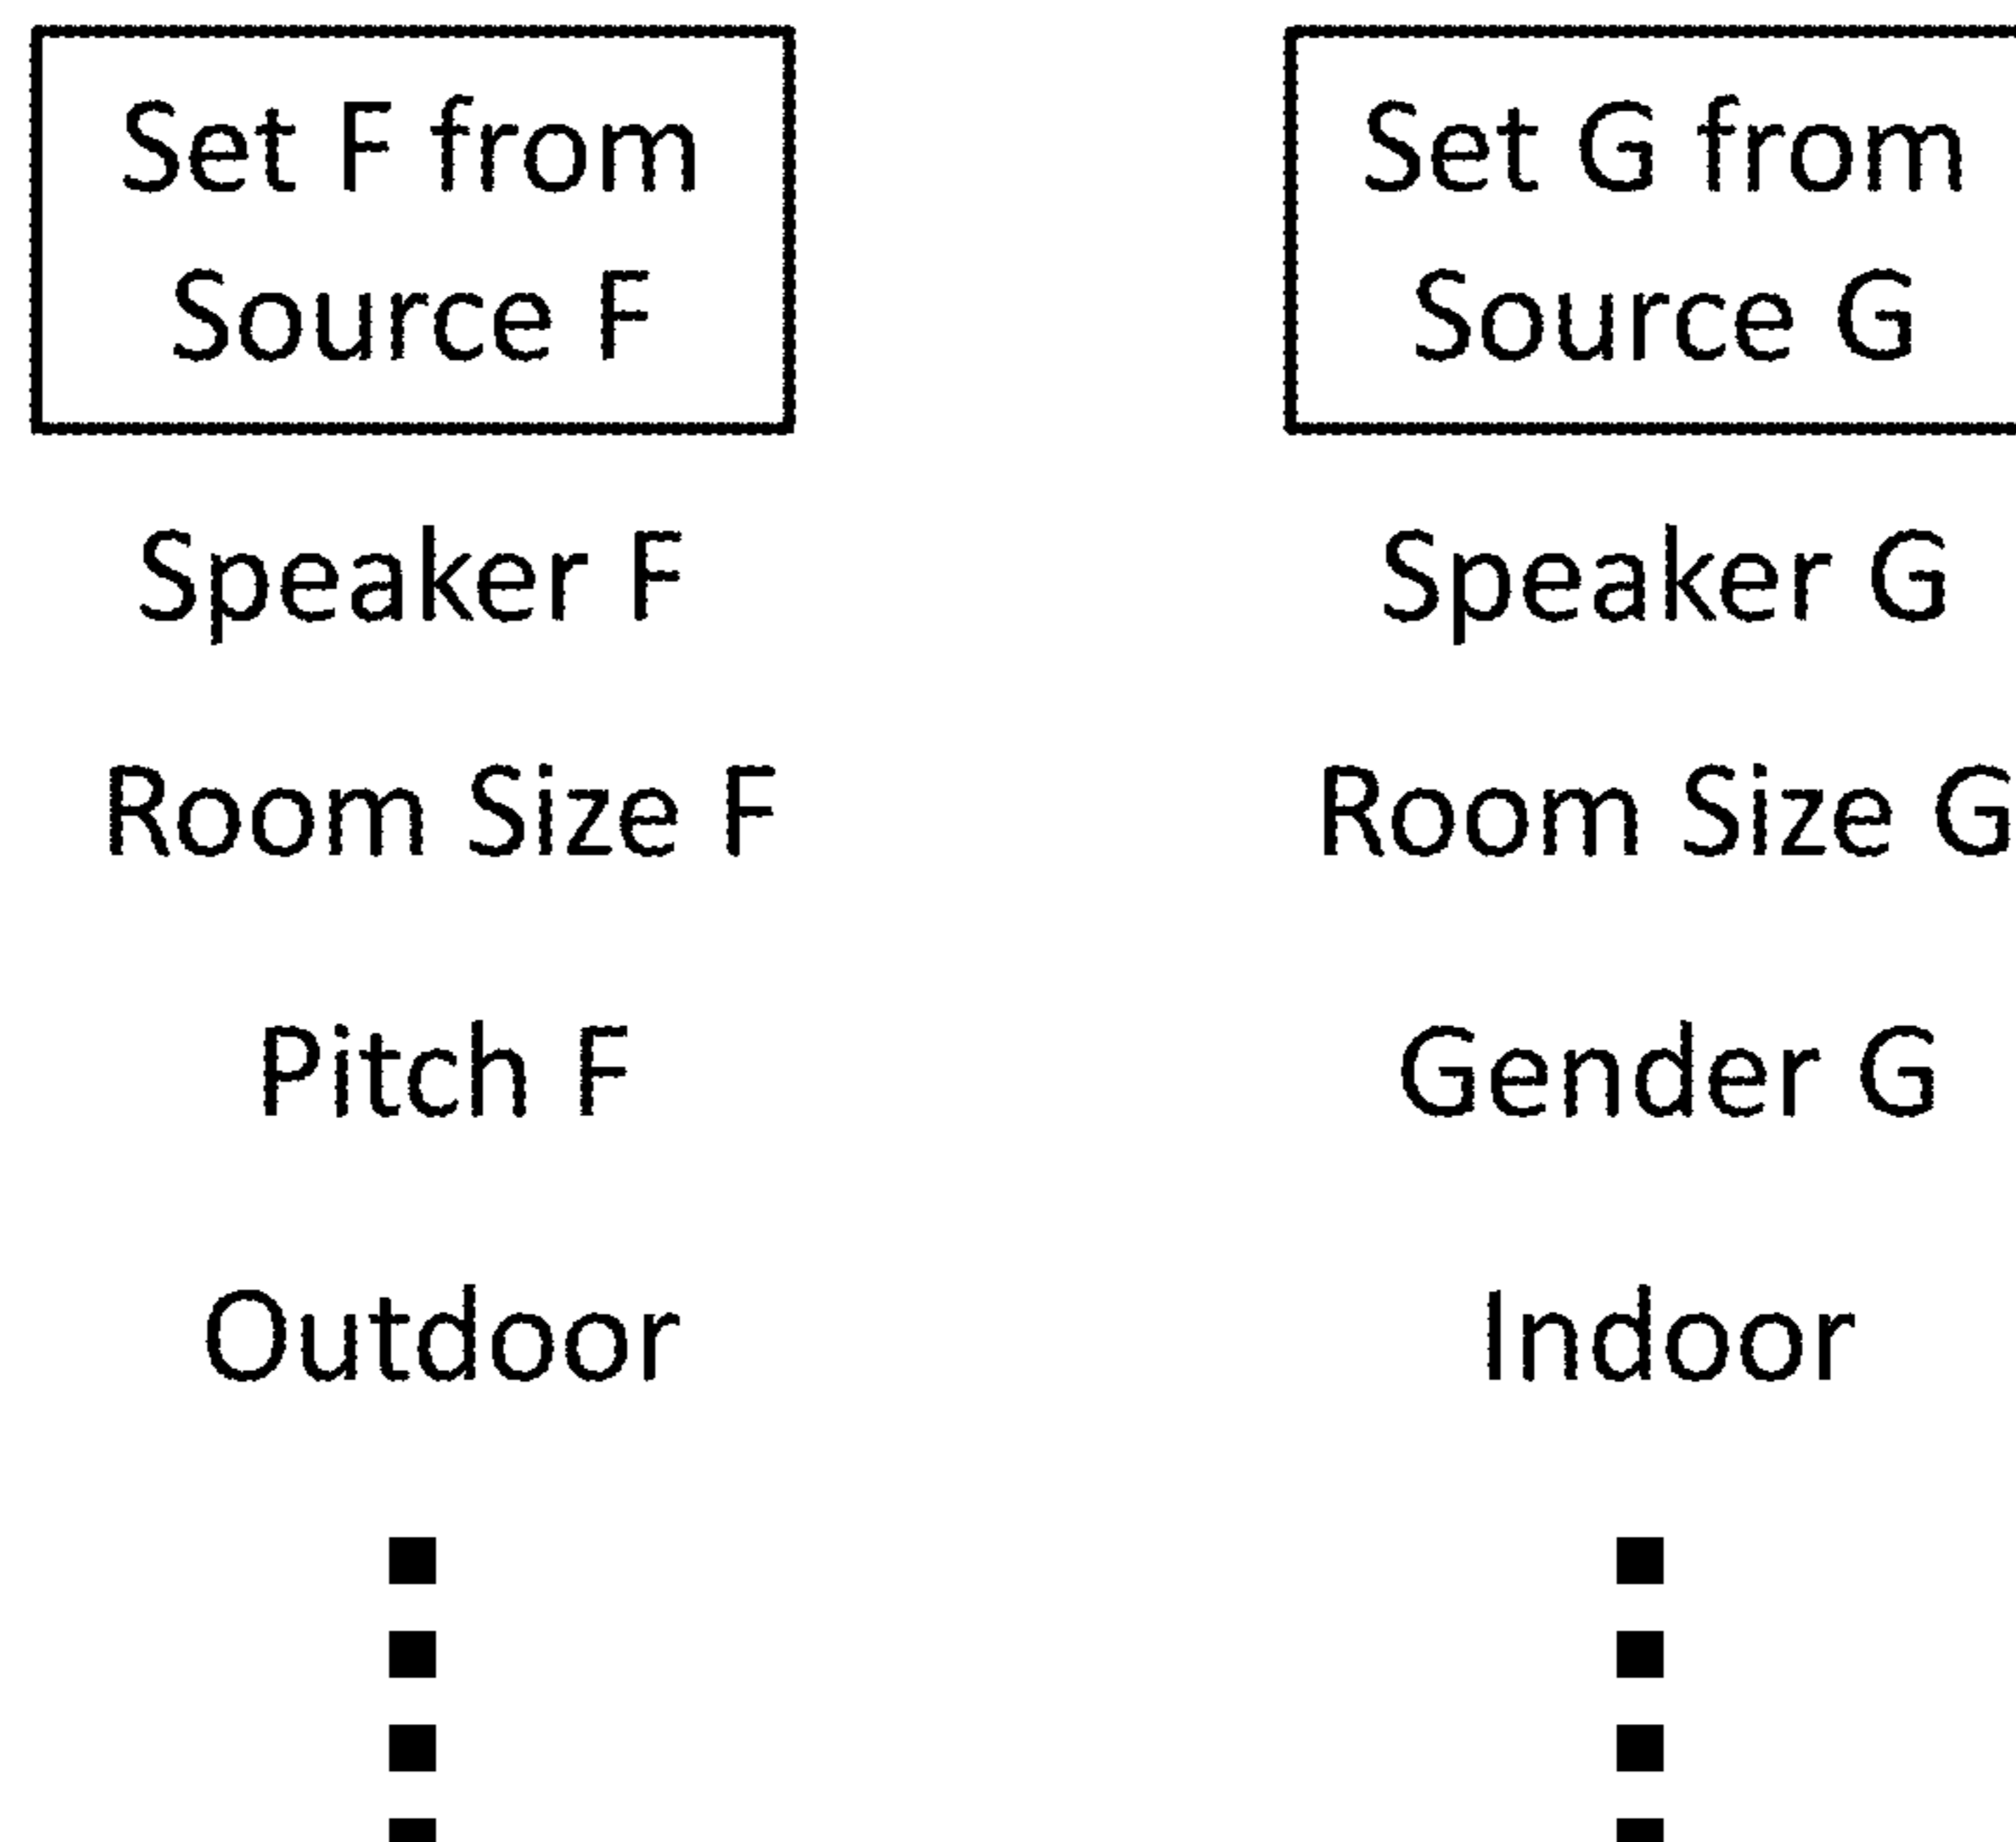 Set F from
Source F
Speaker F
Room Size F
Pitch F
Outdoor
Set G from
Source G
Speaker G
Room Size G
Gender G
Indoor